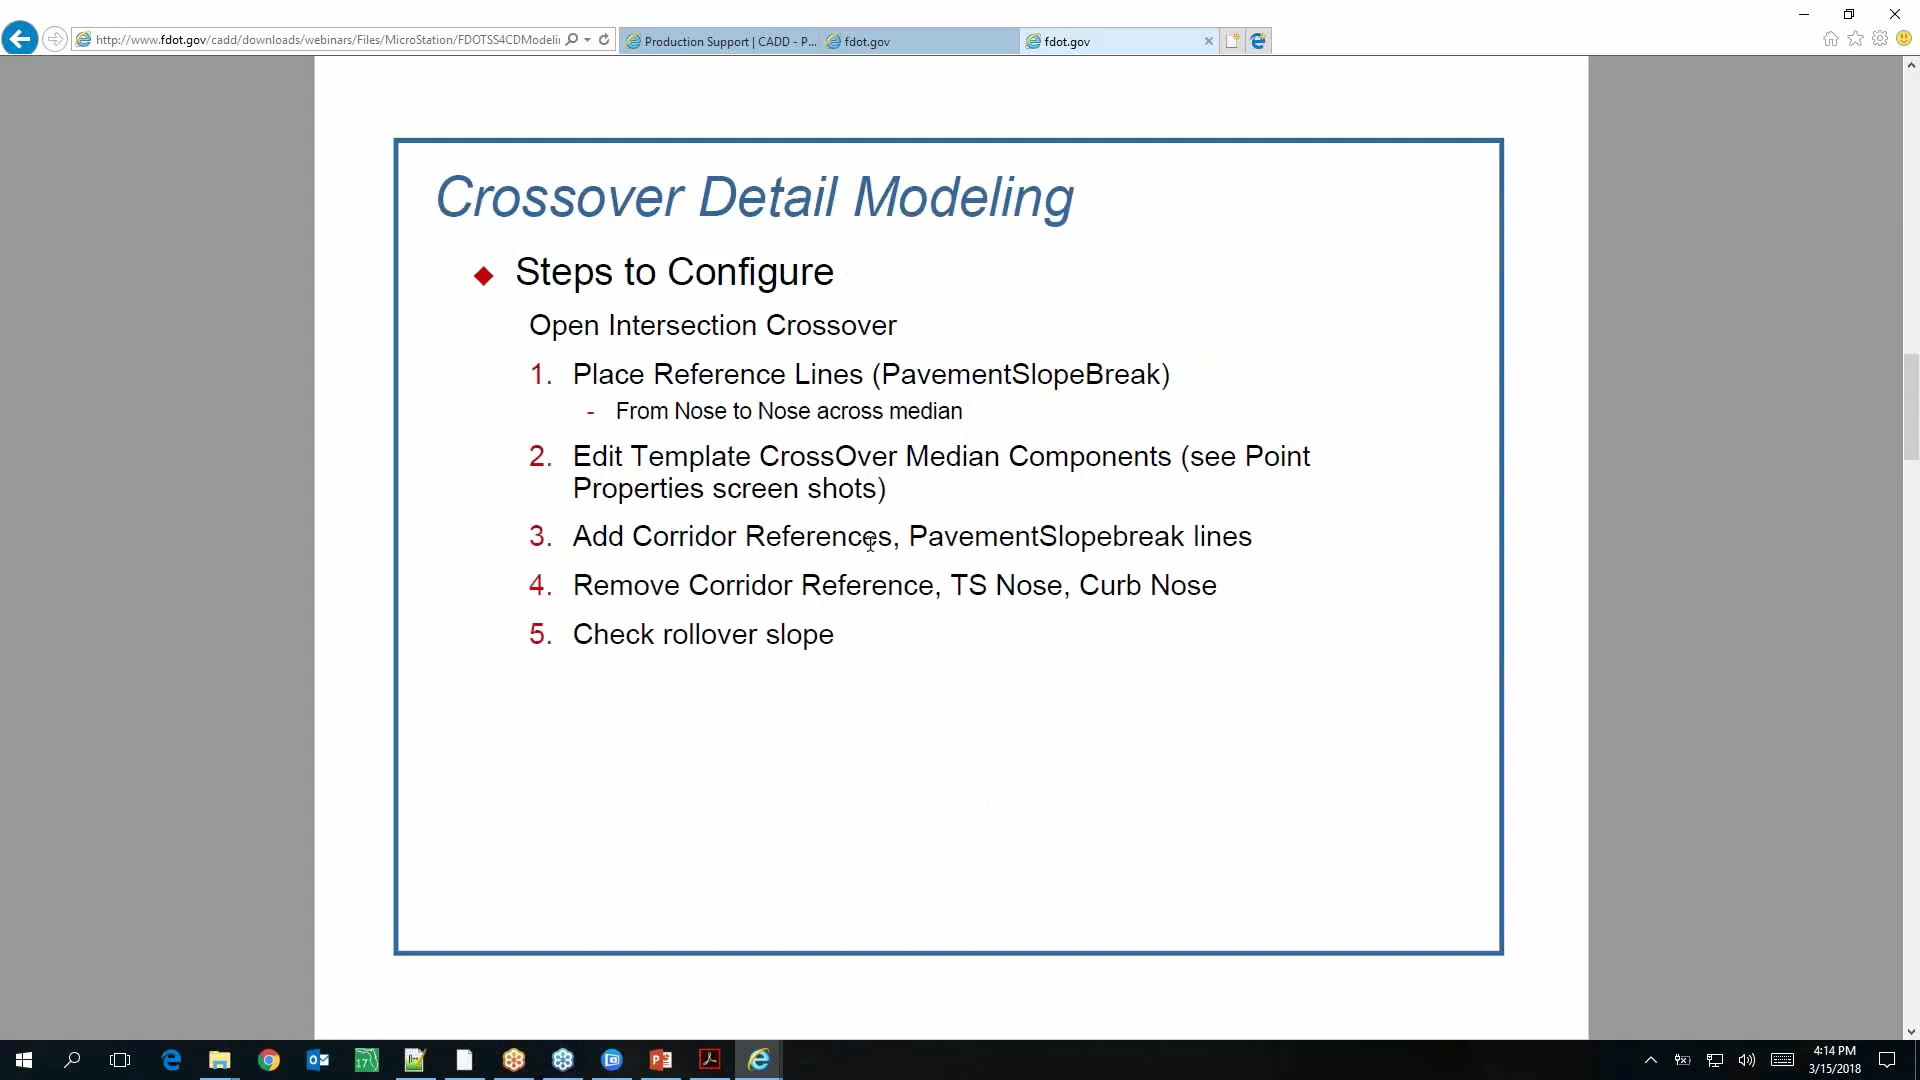 http://www.fdot.gov/cadd/downloads/webinars/Files/MicroStation/FDOTSS4CDModeli
Production Support | CADD - P...
fdot.gov
fdot.gov
Crossover Detail Modeling
Steps to Configure
Open Intersection Crossover
1. Place Reference Lines (PavementSlopeBreak)
- From Nose to Nose across median
2. Edit Template CrossOver Median Components (see Point
Properties screen shots)
3. Add Corridor References, PavementSlopebreak lines
4. Remove Corridor Reference, TS Nose, Curb Nose
5. Check rollover slope
4:14 PM
3/15/2018